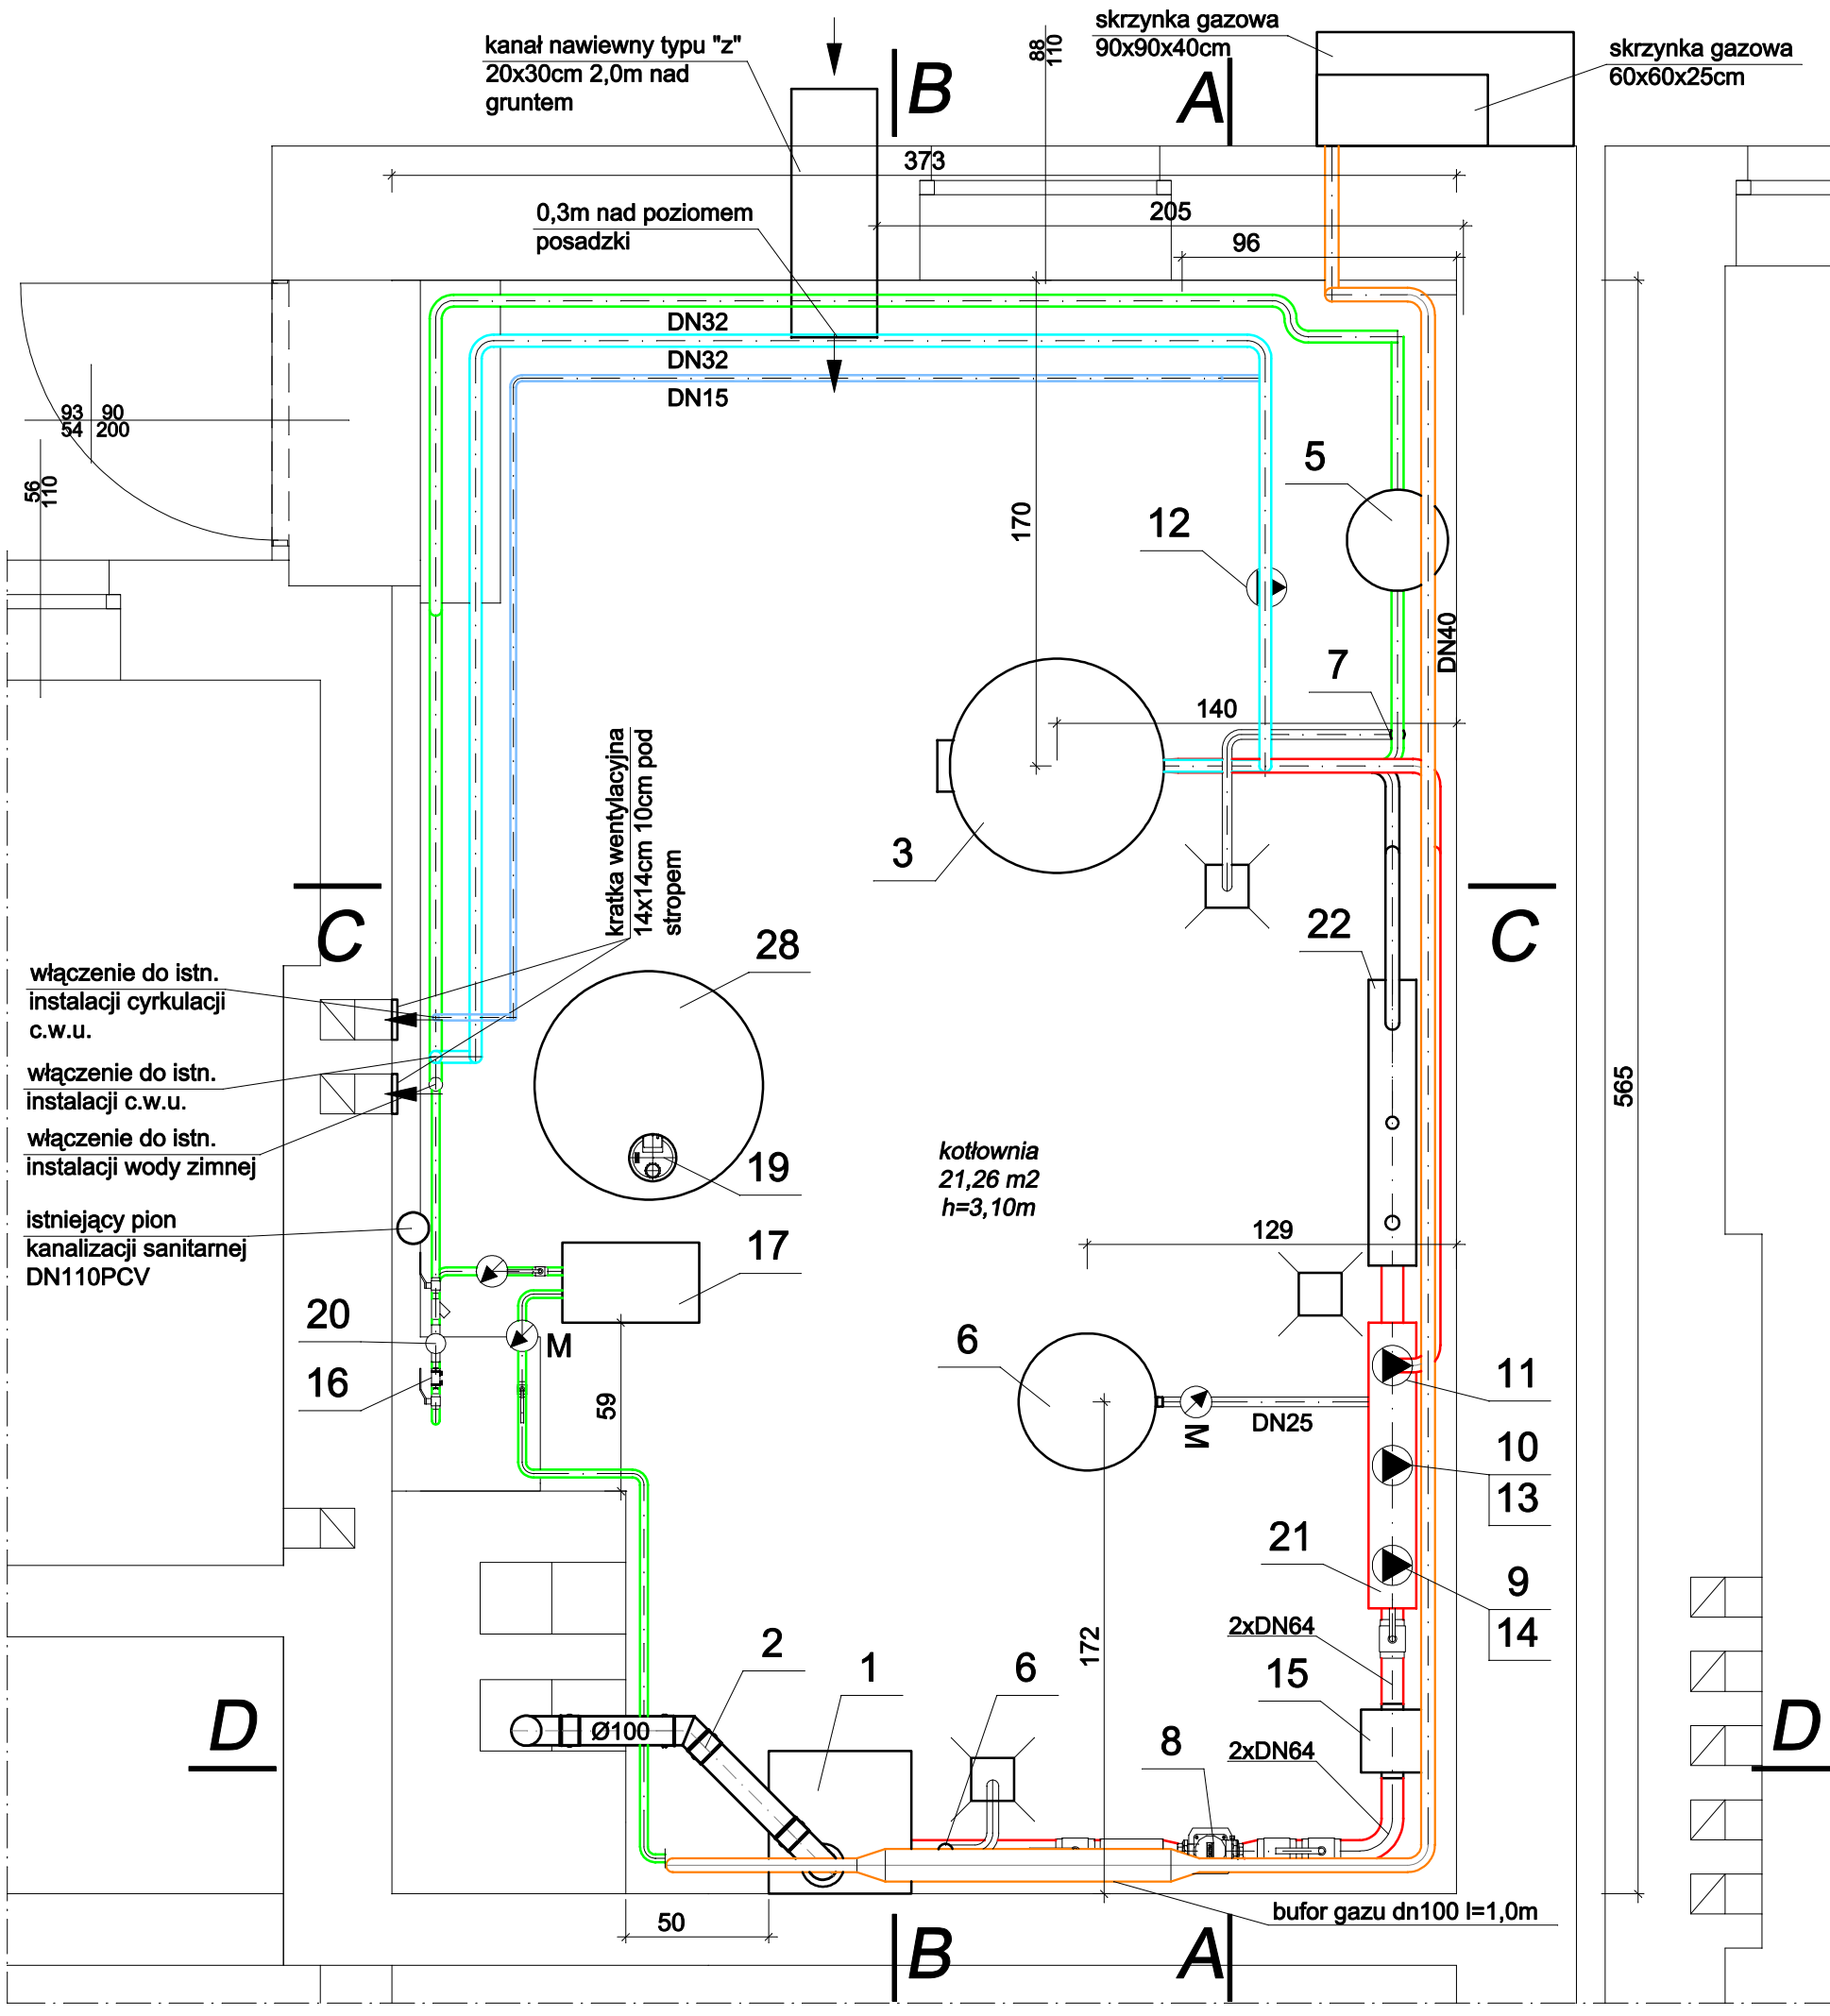 kanał nawiewny typu "z"
20x30cm 2,0m nad
gruntem
B
88
110
skrzynka gazowa
90x90x40cm
A
skrzynka gazowa
60x60x25cm
373
0,3m nad poziomem
posadzki
205
96
DN32
DN32
DN15
93
54
90
200
56
110
5
12
170
DN40
7
140
kratka wentylacyjna
14x14cm 10cm pod
stropem
3
C
28
22
C
włączenie do istn.
instalacji cyrkulacji
c.w.u.
włączenie do istn.
instalacji c.w.u.
włączenie do istn.
instalacji wody zimnej
istniejący pion
kanalizacji sanitarnej
DN110PCV
19
kotłownia
21,26 m2
h=3,10m
565
17
129
20
M
6
16
59
11
M
DN25
10
13
21
9
14
2xDN64
172
2
1
6
15
D
Ø100
8
2xDN64
D
50
bufor gazu dn100 l=1,0m
B
A